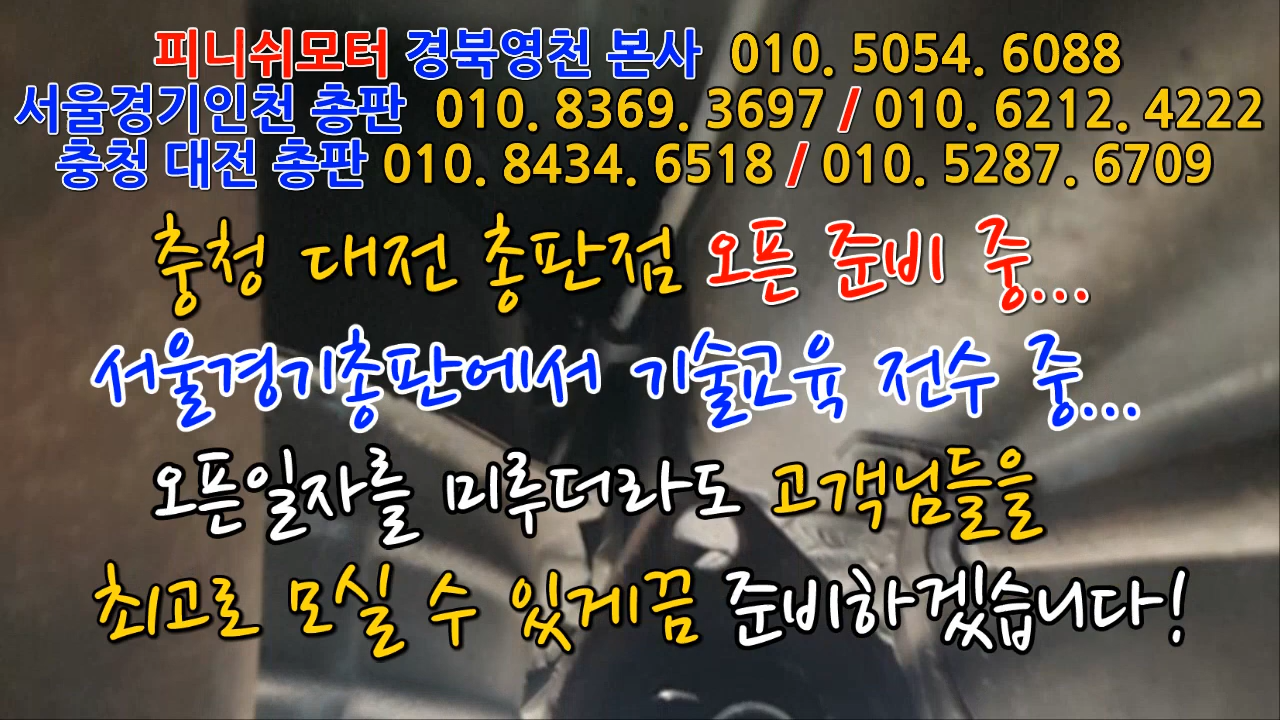 피니쉬모터 경북영천 본사 010. 5054. 6088
서울경기인천 총판 010. 8369. 3697 / 010. 6212. 4222
충청 대전 총판 010. 8434. 6518 / 010. 5287. 6709
충청 대전 총판점 오픈 준비 중...
서울경기총판에서 기술교육 전수 중...
오픈일자를 미루더라도 고객님들을
최고로 모실 수 있게끔 준비하겠습니다!